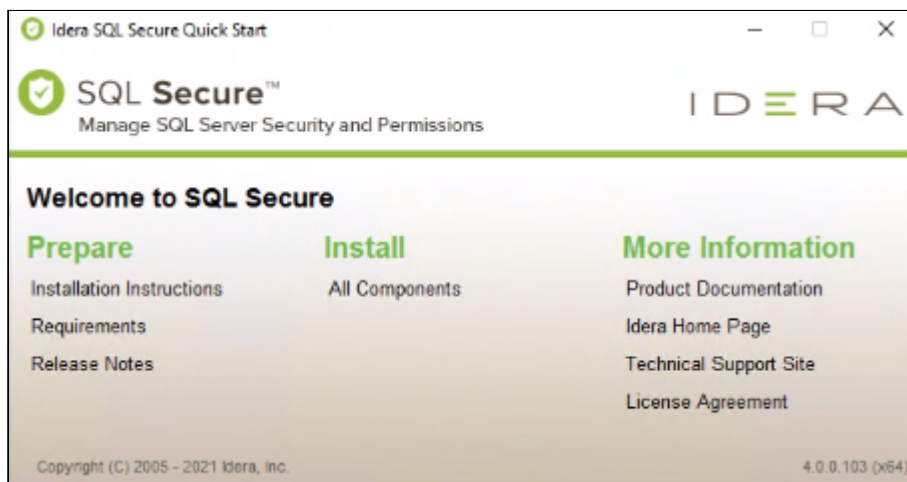 Idera SQL Secure Quick Start
SQL Secure™
Manage SQL Server Security and Permissions
IDERA
Welcome to SQL Secure
Prepare
Installation Instructions
Requirements
Release Notes
Install
All Components
More Information
Product Documentation
Idera Home Page
Technical Support Site
License Agreement
Copyright (C) 2005 - 2021 Idera, Inc.
4.0.0.103 (x64)